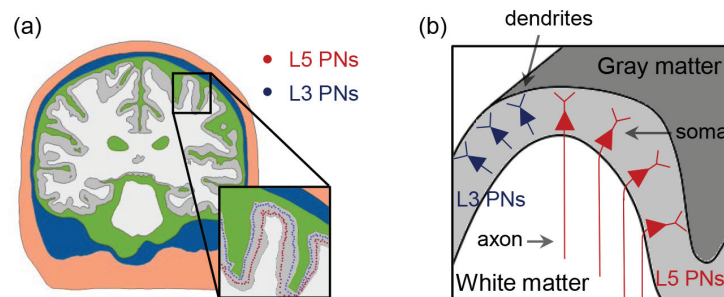 (a)
L5 PNs
L3 PNs
(b)
dendrites
Gray matter
soma
L3 PNs
axon
White matter
L5 PNs